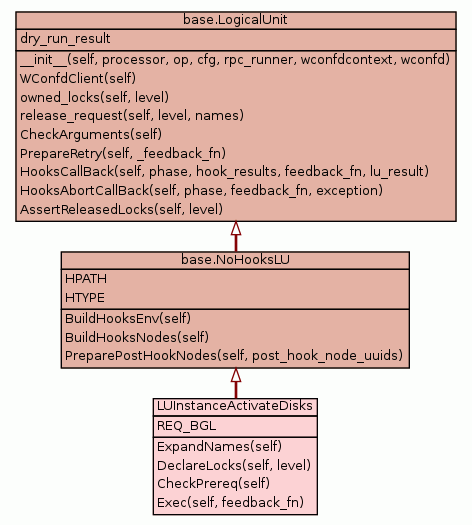 base.LogicalUnit
dry_run_result
__init__(self, processor, op, cfg, rpc_runner, wconfdcontext, wconfd)
WConfdClient(self)
owned_locks(self, level)
release_request(self, level, names)
CheckArguments(self)
PrepareRetry(self, _feedback_fn)
HooksCallBack(self, phase, hook_results, feedback_fn, lu_result)
HooksAbortCallBack(self, phase, feedback_fn, exception)
AssertReleasedLocks(self, level)
base.NoHooksLU
HPATH
HTYPE
BuildHooksEnv(self)
BuildHooksNodes(self)
PreparePostHookNodes(self, post_hook_node_uuids)
LUInstanceActivateDisks
REQ_BGL
ExpandNames(self)
DeclareLocks(self, level)
CheckPrereq(self)
Exec(self, feedback_fn)